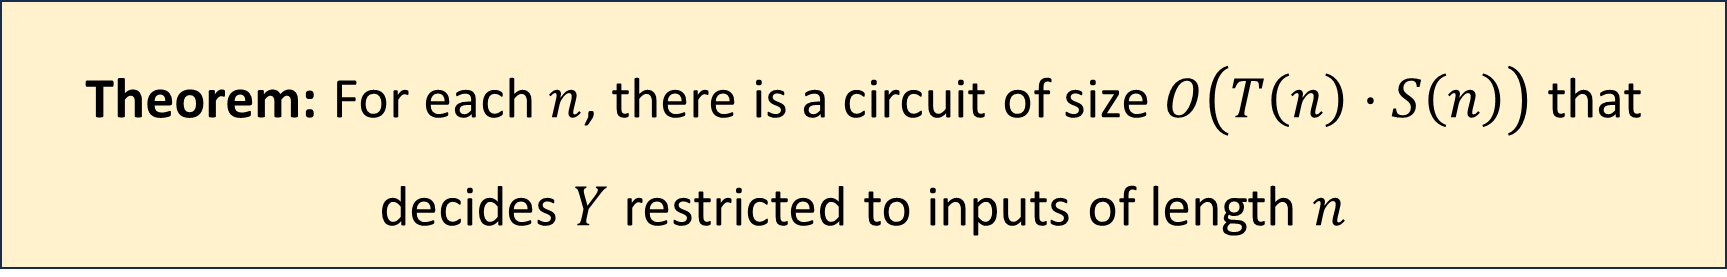 Theorem: For each n, there is a circuit of size O(T(n) · S(n)) that
decides Y restricted to inputs of length n